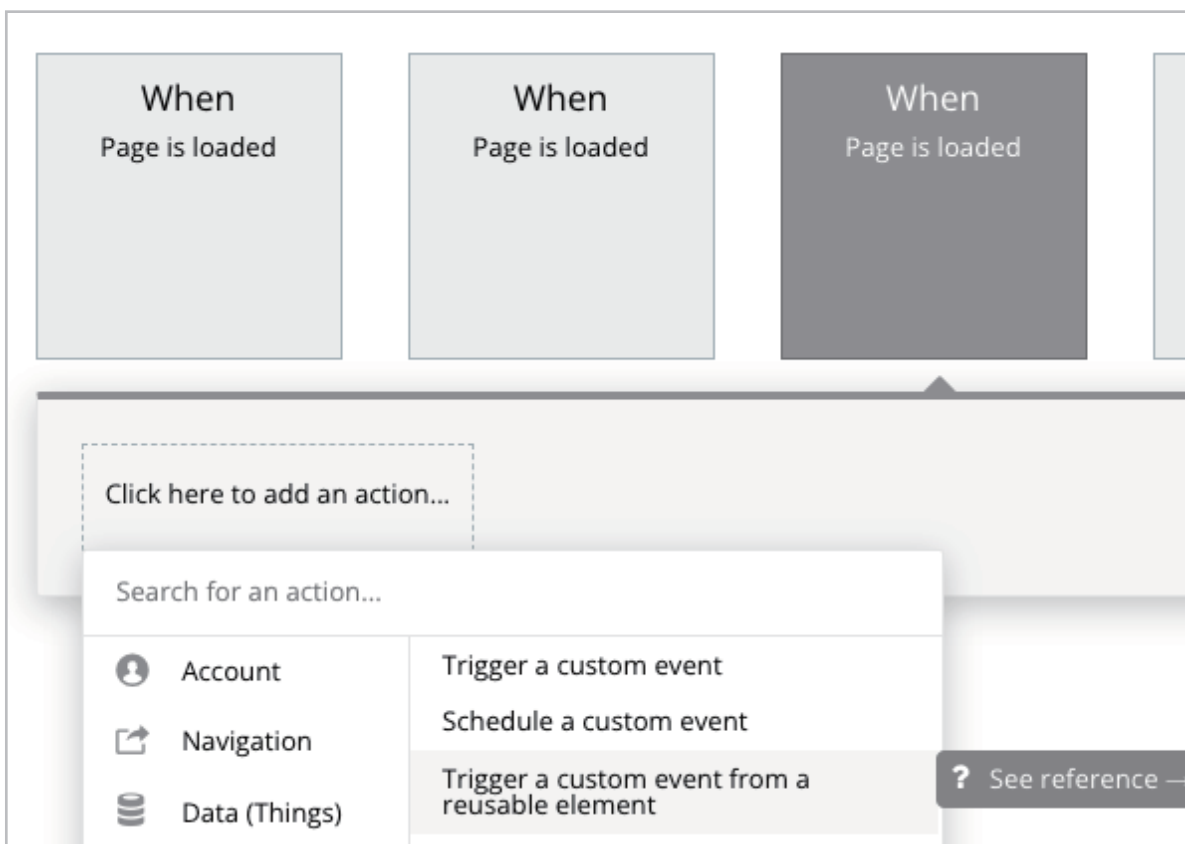 When
Page is loaded
When
Page is loaded
When
Page is loaded
Click here to add an action...
Search for an action...
Account
Navigation
Data (Things)
Trigger a custom event
Schedule a custom event
Trigger a custom event from a
reusable element
? See reference —